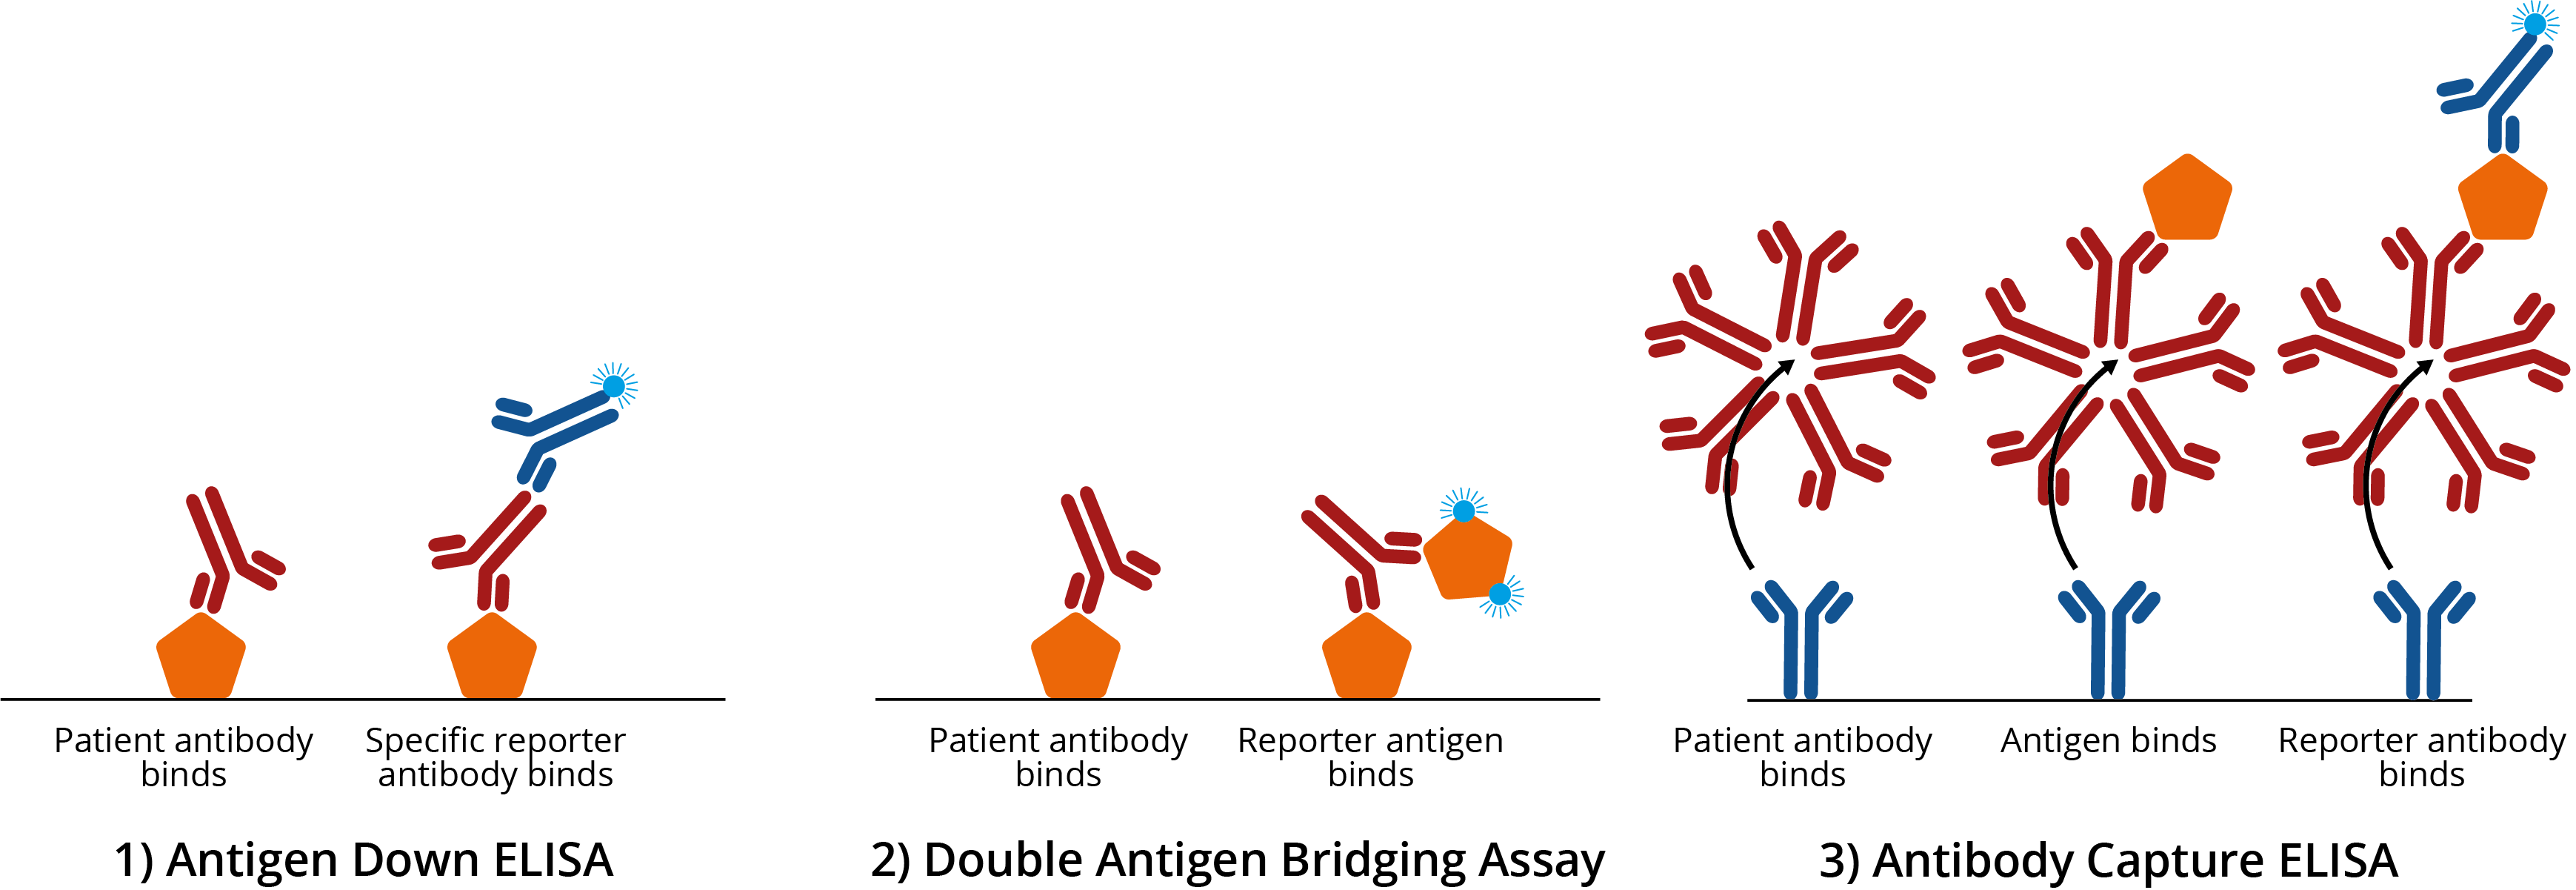 Patient antibody
binds
Specific reporter
antibody binds
1) Antigen Down ELISA
Patient antibody
binds
Reporter antigen
binds
2) Double Antigen Bridging Assay
Patient antibody
binds
Antigen binds
Reporter antibody
binds
3) Antibody Capture ELISA